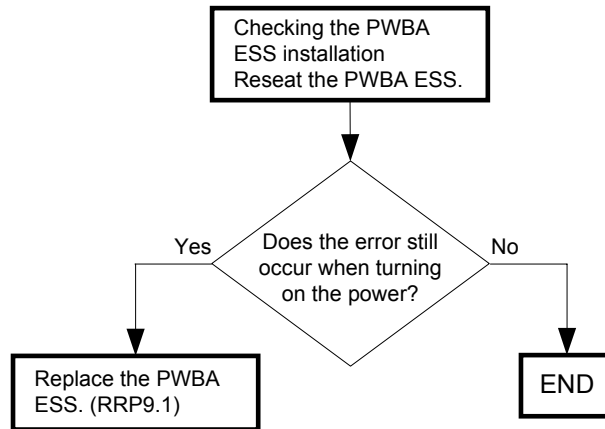 Checking the PWBA
ESS installation
Reseat the PWBA ESS.
Yes
Does the error still
occur when turning
on the power?
No
Replace the PWBA
ESS. (RRP9.1)
END